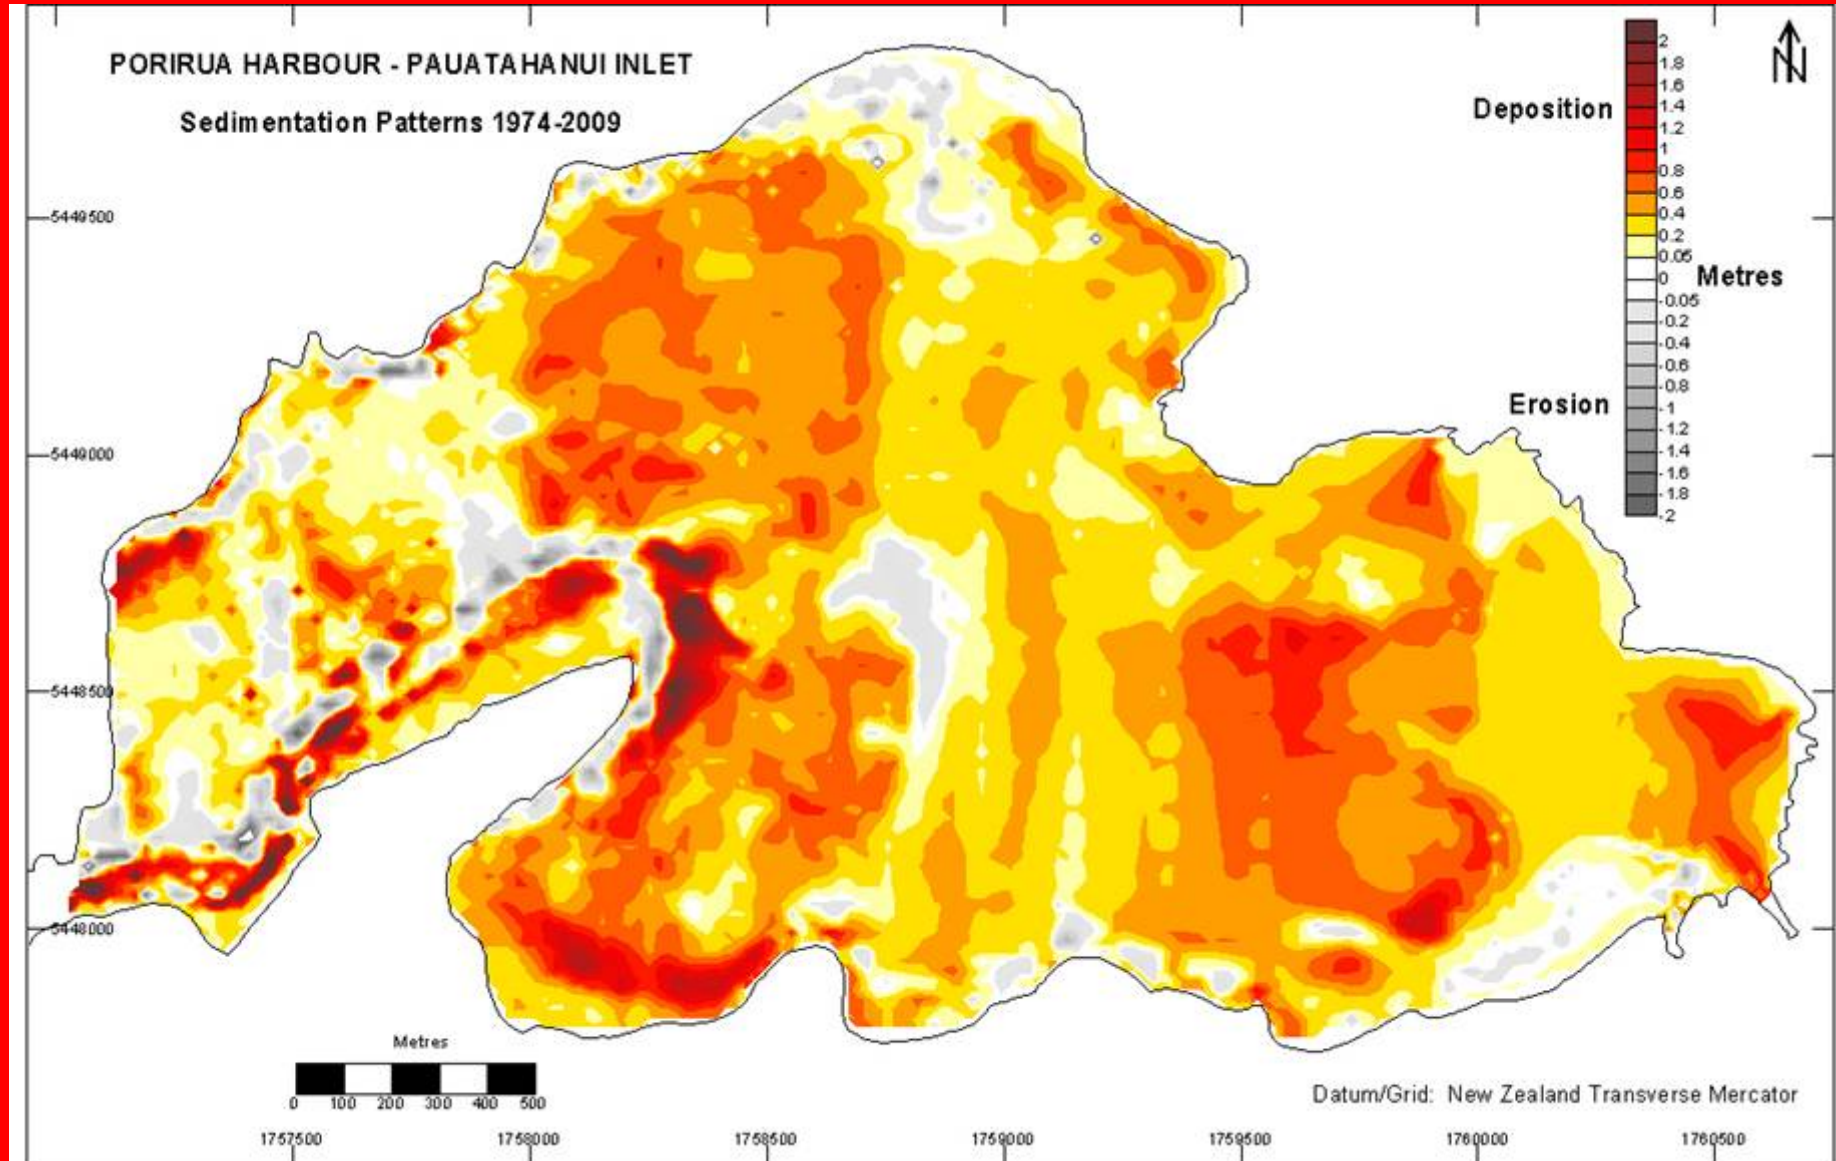 PORIRUA HARBOUR - PAUATAHANUI INLET
Sedimentation Patterns 1974-2009
N
Deposition
2
1.8
1.6
1.4
1.2
1
0.8
0.6
0.4
0.2
0.05
0
-0.05
-0.2
-0.4
-0.6
-0.8
-1
-1.2
-1.4
-1.6
-1.8
-2
Metres
Erosion
5449500
5449000
5448500
5448000
Metres
0 100 200 300 400 500
Datum/Grid: New Zealand Transverse Mercator
1757500 1758000 1758500 1759000 1759500 1760000 1760500